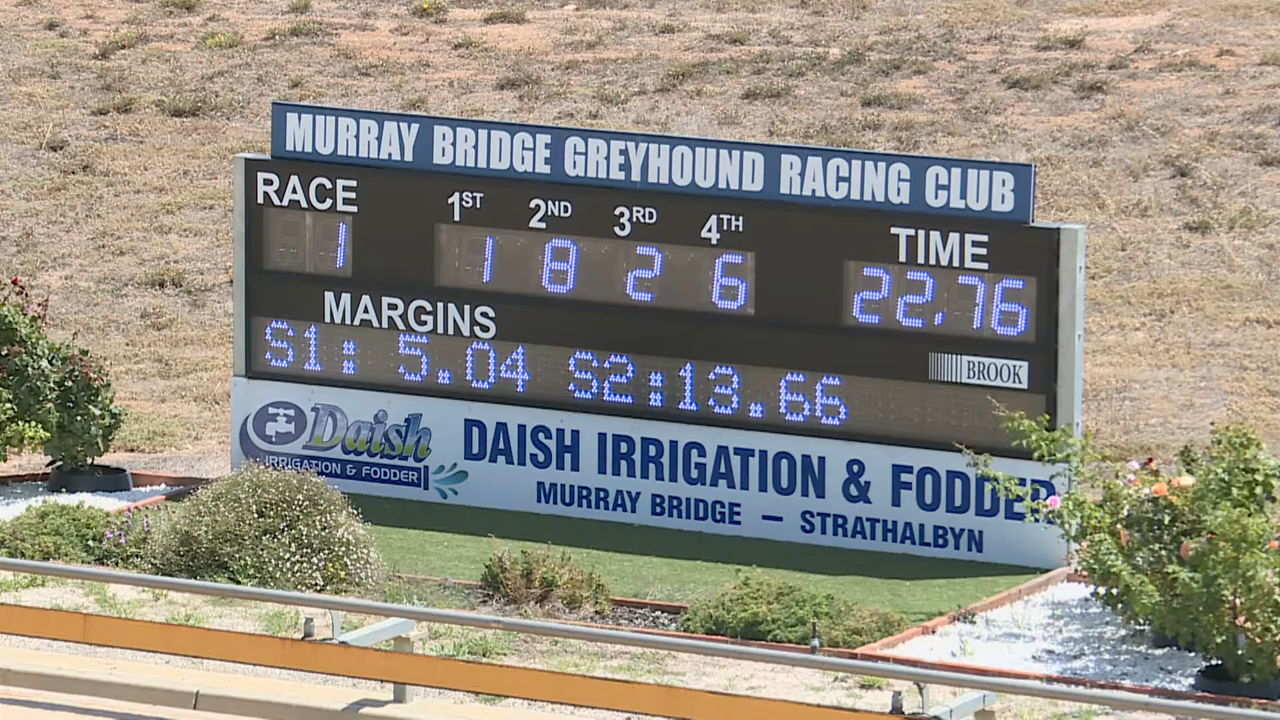 MURRAY BRIDGE GREYHOUND RACING CLUB
RACE 1ST 2ND 3RD 4TH TIME
1 1 8 2 6 22.76
MARGINS
S1: 5.04 S2:13.66
BROOK
Daish
IRRIGATION & FODDER
DAISH IRRIGATION & FODDER
MURRAY BRIDGE – STRATHALBYN